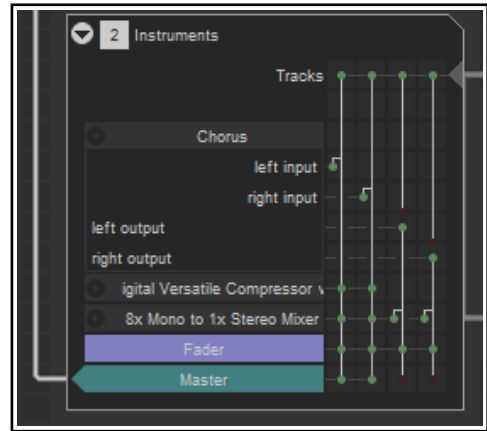 2 Instruments
Tracks
Chorus
left input
right input
left output
right output
igital Versatile Compressor v
8x Mono to 1x Stereo Mixer
Fader
Master